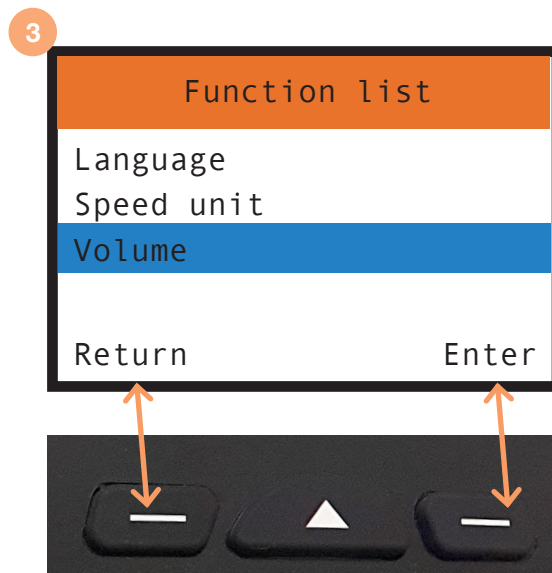 3
Function list
Language
Speed unit
Volume
Return Enter